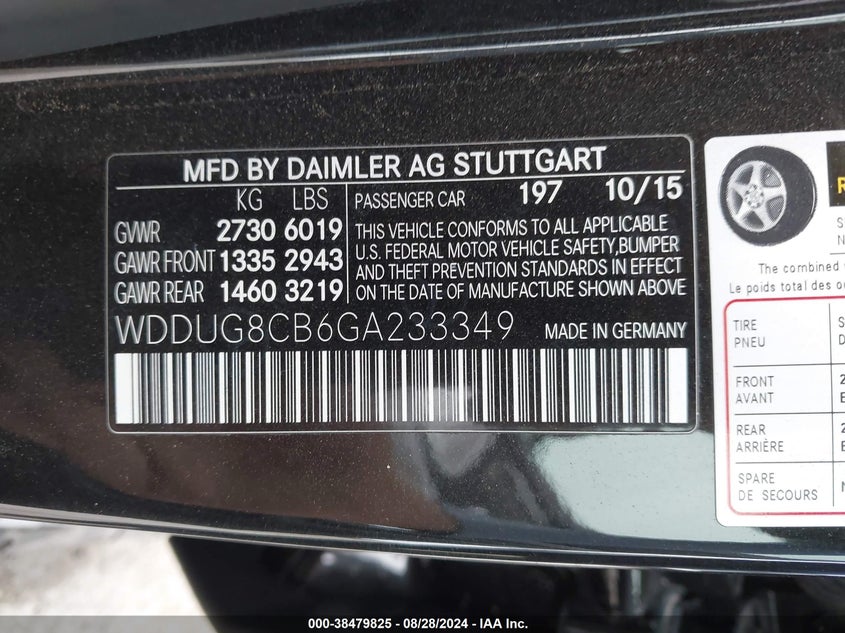 MFD BY DAIMLER AG STUTTGART
KG LBS
GVWR 2730 6019
GAWR FRONT 1335 2943
GAWR REAR 1460 3219
PASSENGER CAR 197 10/15
THIS VEHICLE CONFORMS TO ALL APPLICABLE
U.S. FEDERAL MOTOR VEHICLE SAFETY,BUMPER
AND THEFT PREVENTION STANDARDS IN EFFECT
ON THE DATE OF MANUFACTURE SHOWN ABOVE
WDDUG8CB6GA233349 MADE IN GERMANY
The combined
Le poids total des
TIRE
PNEU
FRONT
AVANT
REAR
ARRIÈRE
SPARE
DE SECOURS
000-38479825 | 08/28/2024 - IAA Inc.